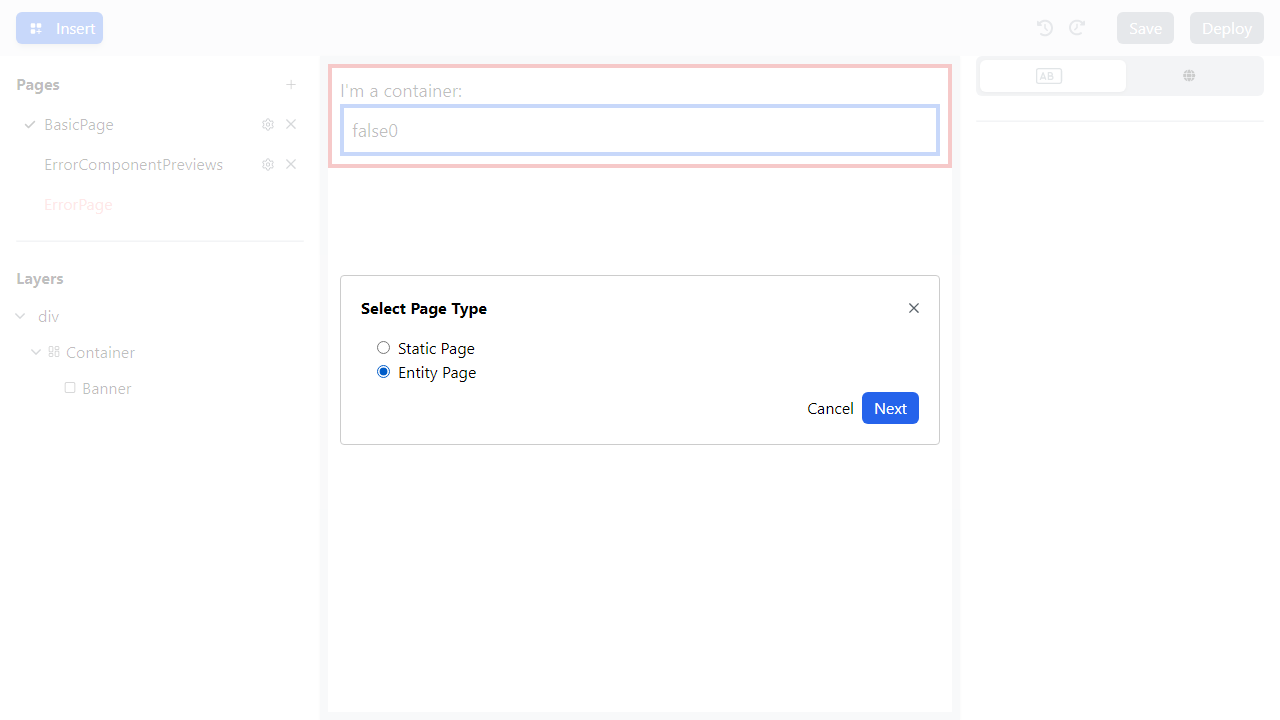 Insert
Save
Deploy
Pages
BasicPage
ErrorComponentPreviews
ErrorPage
Layers
div
Container
Banner
I'm a container:
false0
Select Page Type
Static Page
Entity Page
Cancel
Next
AB